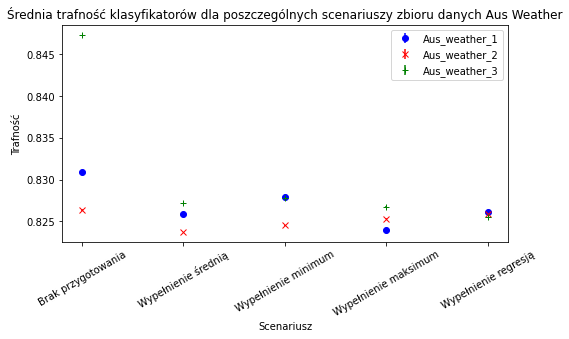 Średnia trafność klasyfikatorów dla poszczególnych scenariuszy zbioru danych Aus Weather
Aus_weather_1
Aus_weather_2
Aus_weather_3
Trafność
0.845
0.840
0.835
0.830
0.825
Brak przygotowania
Wypełnienie średnią
Wypełnienie minimum
Wypełnienie maksimum
Wypełnienie regresją
Scenariusz